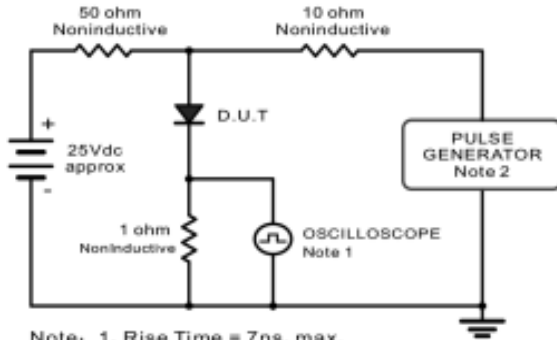 50 ohm
Noninductive
10 ohm
Noninductive
+
D.U.T
25Vdc
approx
-
PULSE
GENERATOR
Note 2
1 ohm
NonInductive
OSCILLOSCOPE
Note 1
Note: 1. Rise Time = 7ns max